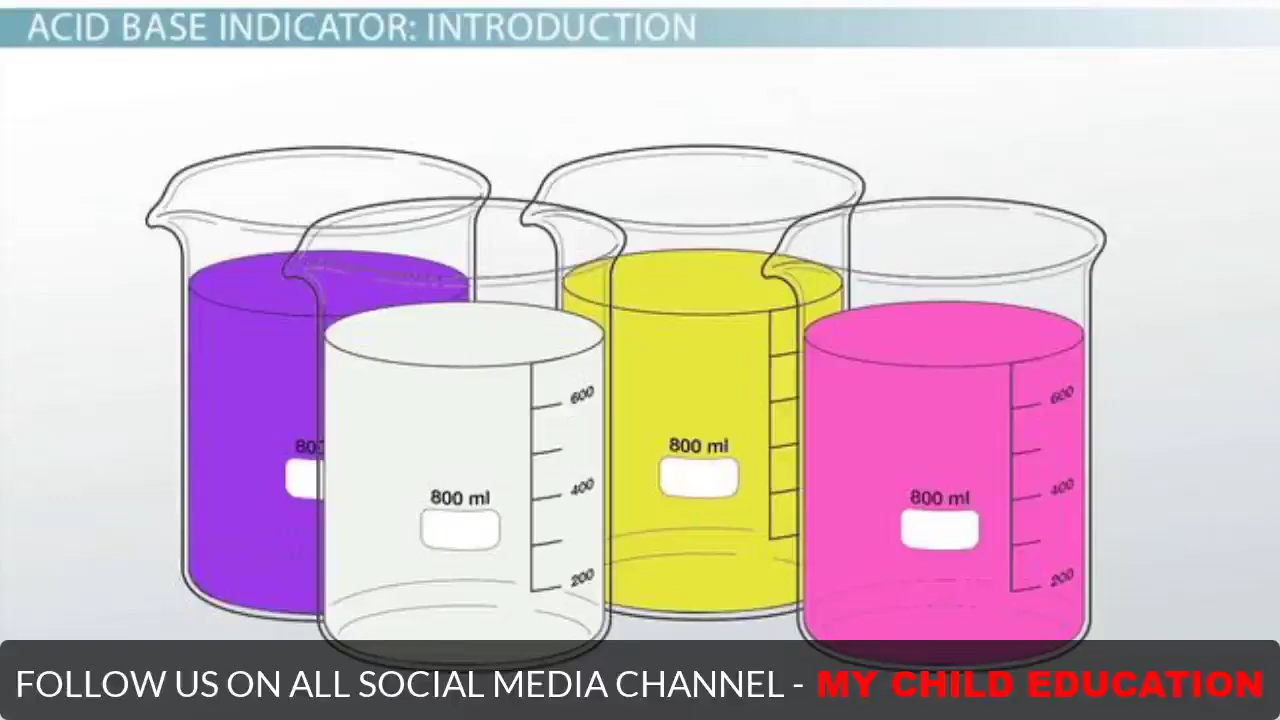 ACID BASE INDICATOR: INTRODUCTION
800 ml
600
400
200
800 ml
800 ml
600
400
200
FOLLOW US ON ALL SOCIAL MEDIA CHANNEL - MY CHILD EDUCATION